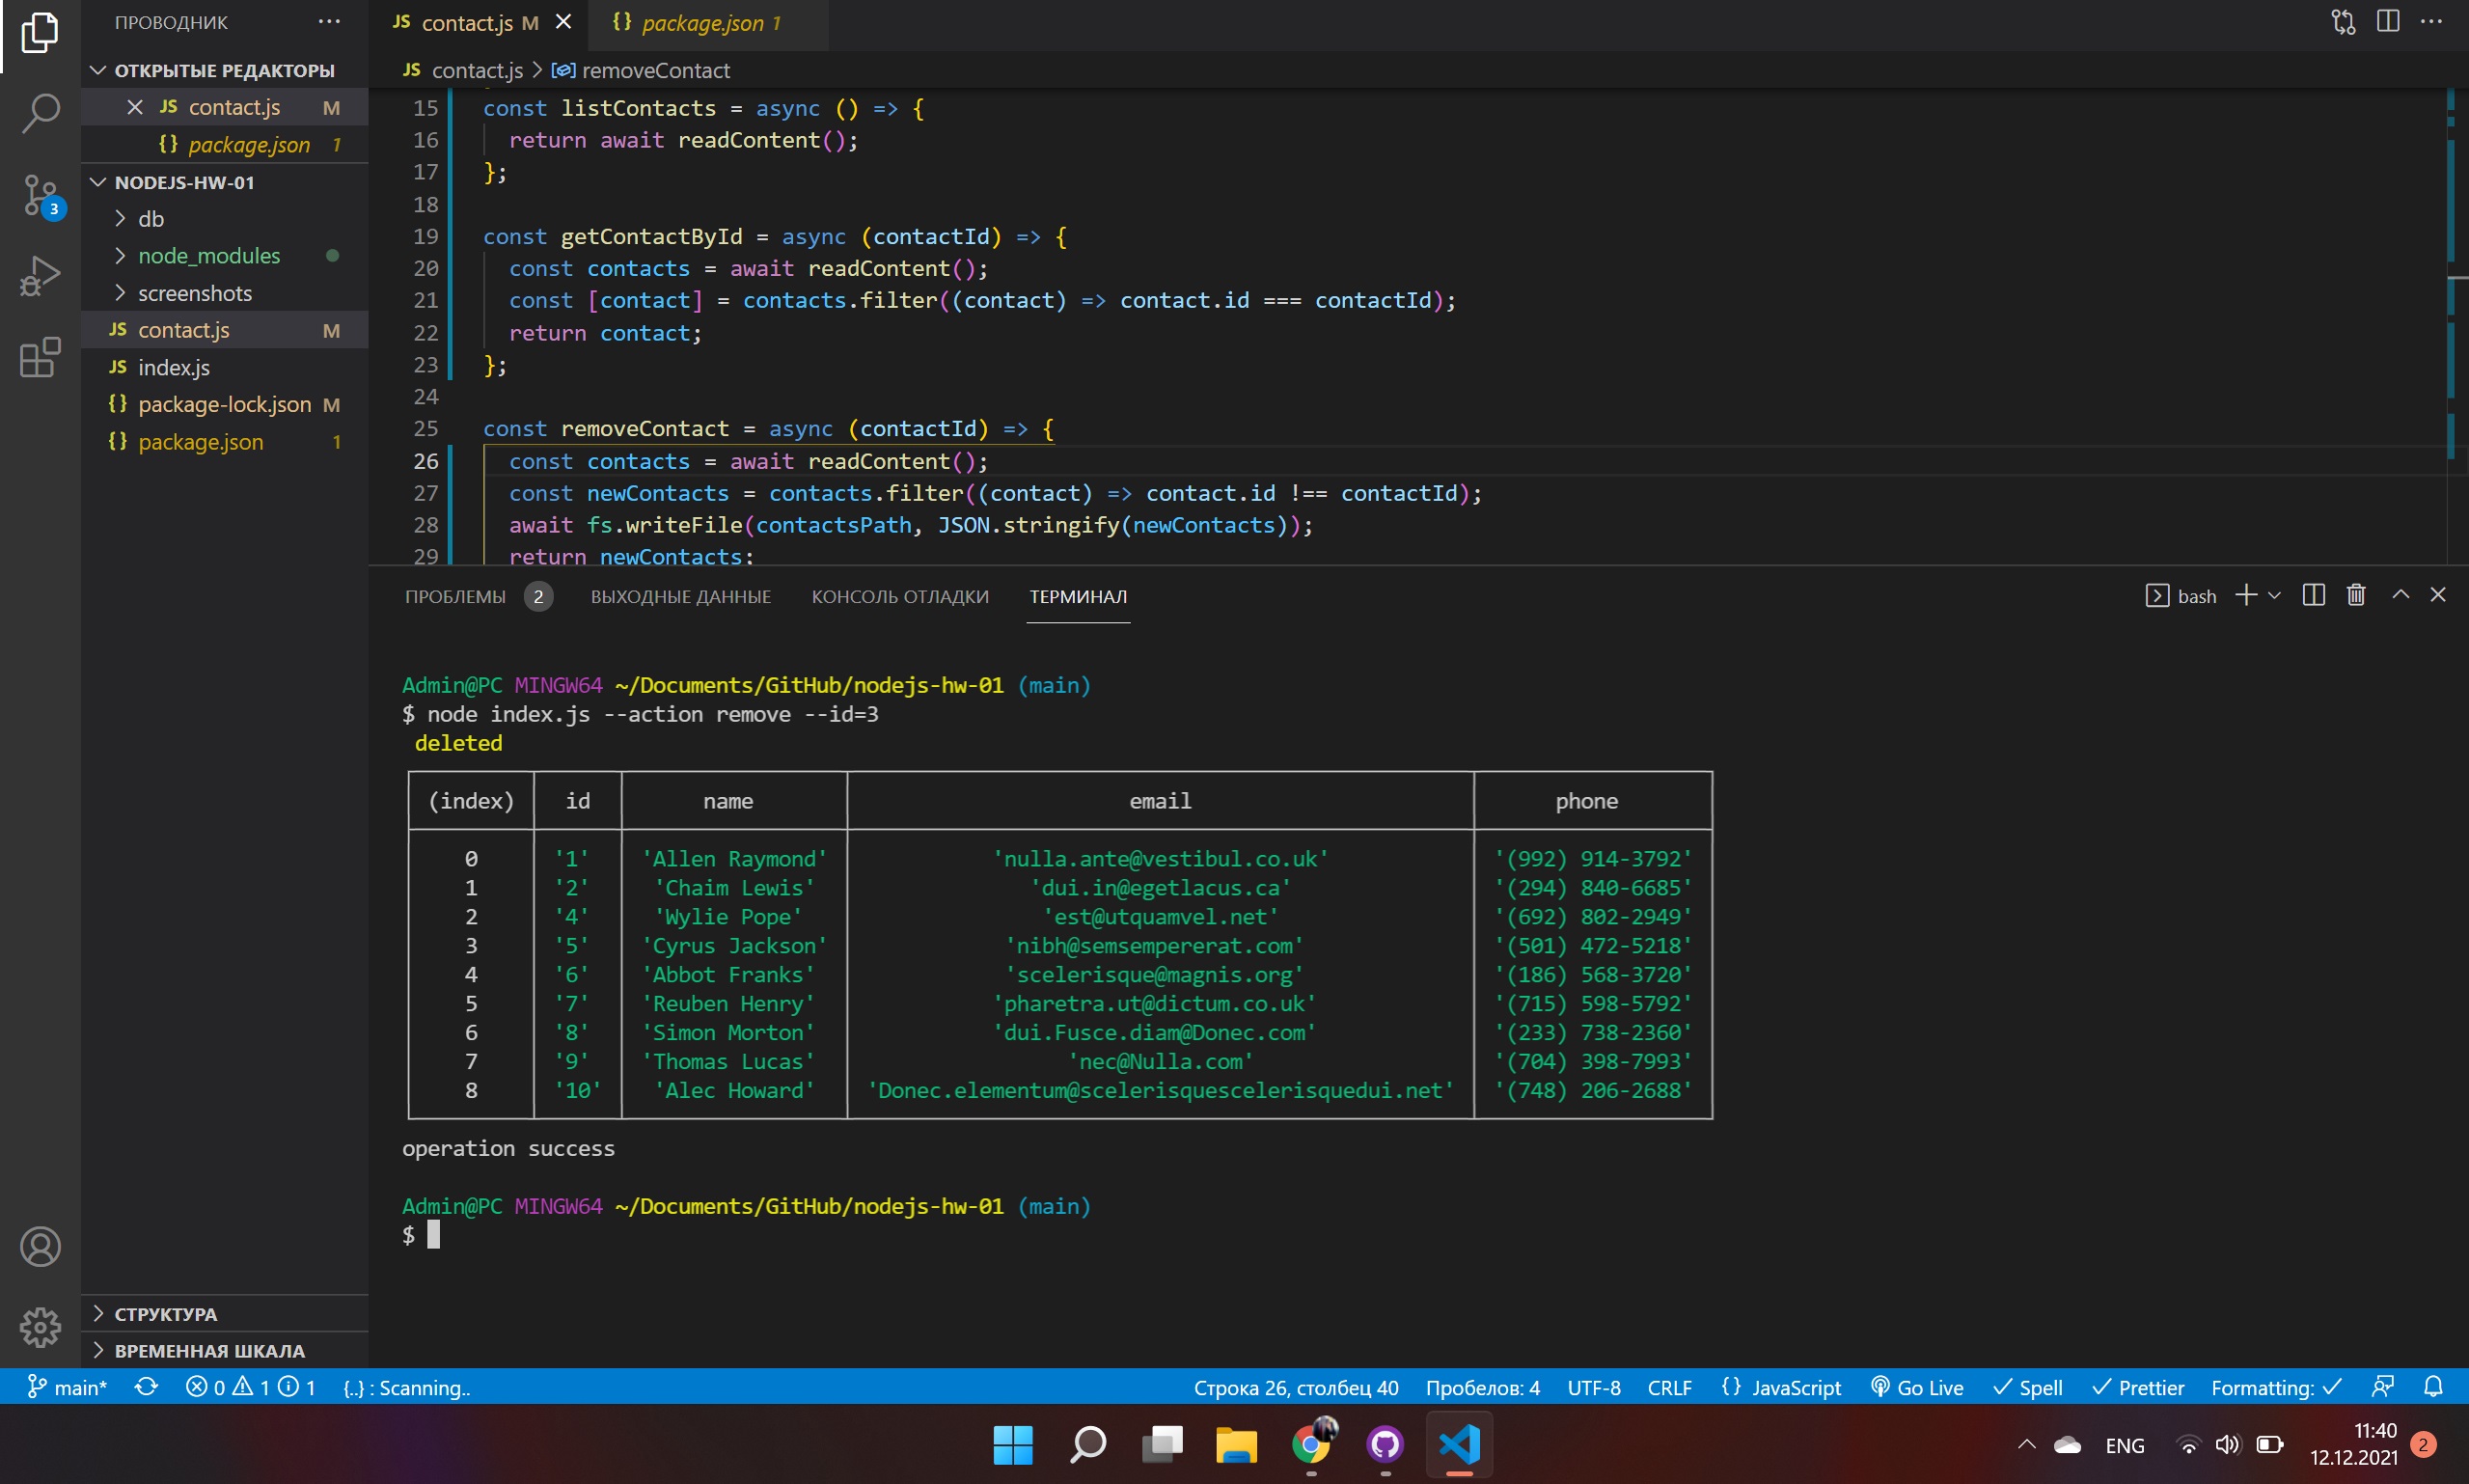 ПРОВОДНИК ···
ОТКРЫТЫЕ РЕДАКТОРЫ
JS contact.js M
{} package.json 1
NODEJS-HW-01
db
node_modules
screenshots
JS contact.js M
JS index.js
{} package-lock.json M
{} package.json 1
СТРУКТУРА
ВРЕМЕННАЯ ШКАЛА
3
JS contact.js M {} package.json 1
JS contact.js > removeContact
15 const listContacts = async () => {
16 return await readContent();
17 };
18
19 const getContactById = async (contactId) => {
20 const contacts = await readContent();
21 const [contact] = contacts.filter((contact) => contact.id === contactId);
22 return contact;
23 };
24
25 const removeContact = async (contactId) => {
26 const contacts = await readContent();
27 const newContacts = contacts.filter((contact) => contact.id !== contactId);
28 await fs.writeFile(contactsPath, JSON.stringify(newContacts));
29 return newContacts;
ПРОБЛЕМЫ 2 ВЫХОДНЫЕ ДАННЫЕ КОНСОЛЬ ОТЛАДКИ ТЕРМИНАЛ bash
Admin@PC MINGW64 ~/Documents/GitHub/nodejs-hw-01 (main)
$ node index.js --action remove --id=3
deleted
(index) id name email phone
0 '1' 'Allen Raymond' 'nulla.ante@vestibul.co.uk' '(992) 914-3792'
1 '2' 'Chaim Lewis' 'dui.in@egetlacus.ca' '(294) 840-6685'
2 '4' 'Wylie Pope' 'est@utquamvel.net' '(692) 802-2949'
3 '5' 'Cyrus Jackson' 'nibh@semsempererat.com' '(501) 472-5218'
4 '6' 'Abbot Franks' 'scelerisque@magnis.org' '(186) 568-3720'
5 '7' 'Reuben Henry' 'pharetra.ut@dictum.co.uk' '(715) 598-5792'
6 '8' 'Simon Morton' 'dui.Fusce.diam@Donec.com' '(233) 738-2360'
7 '9' 'Thomas Lucas' 'nec@Nulla.com' '(704) 398-7993'
8 '10' 'Alec Howard' 'Donec.elementum@scelerisquescelerisquedui.net' '(748) 206-2688'
operation success
Admin@PC MINGW64 ~/Documents/GitHub/nodejs-hw-01 (main)
$
main* 0 1 1 {..} : Scanning.. Строка 26, столбец 40 Пробелов: 4 UTF-8 CRLF {} JavaScript Go Live Spell Prettier Formatting:
ENG 11:40 2
12.12.2021